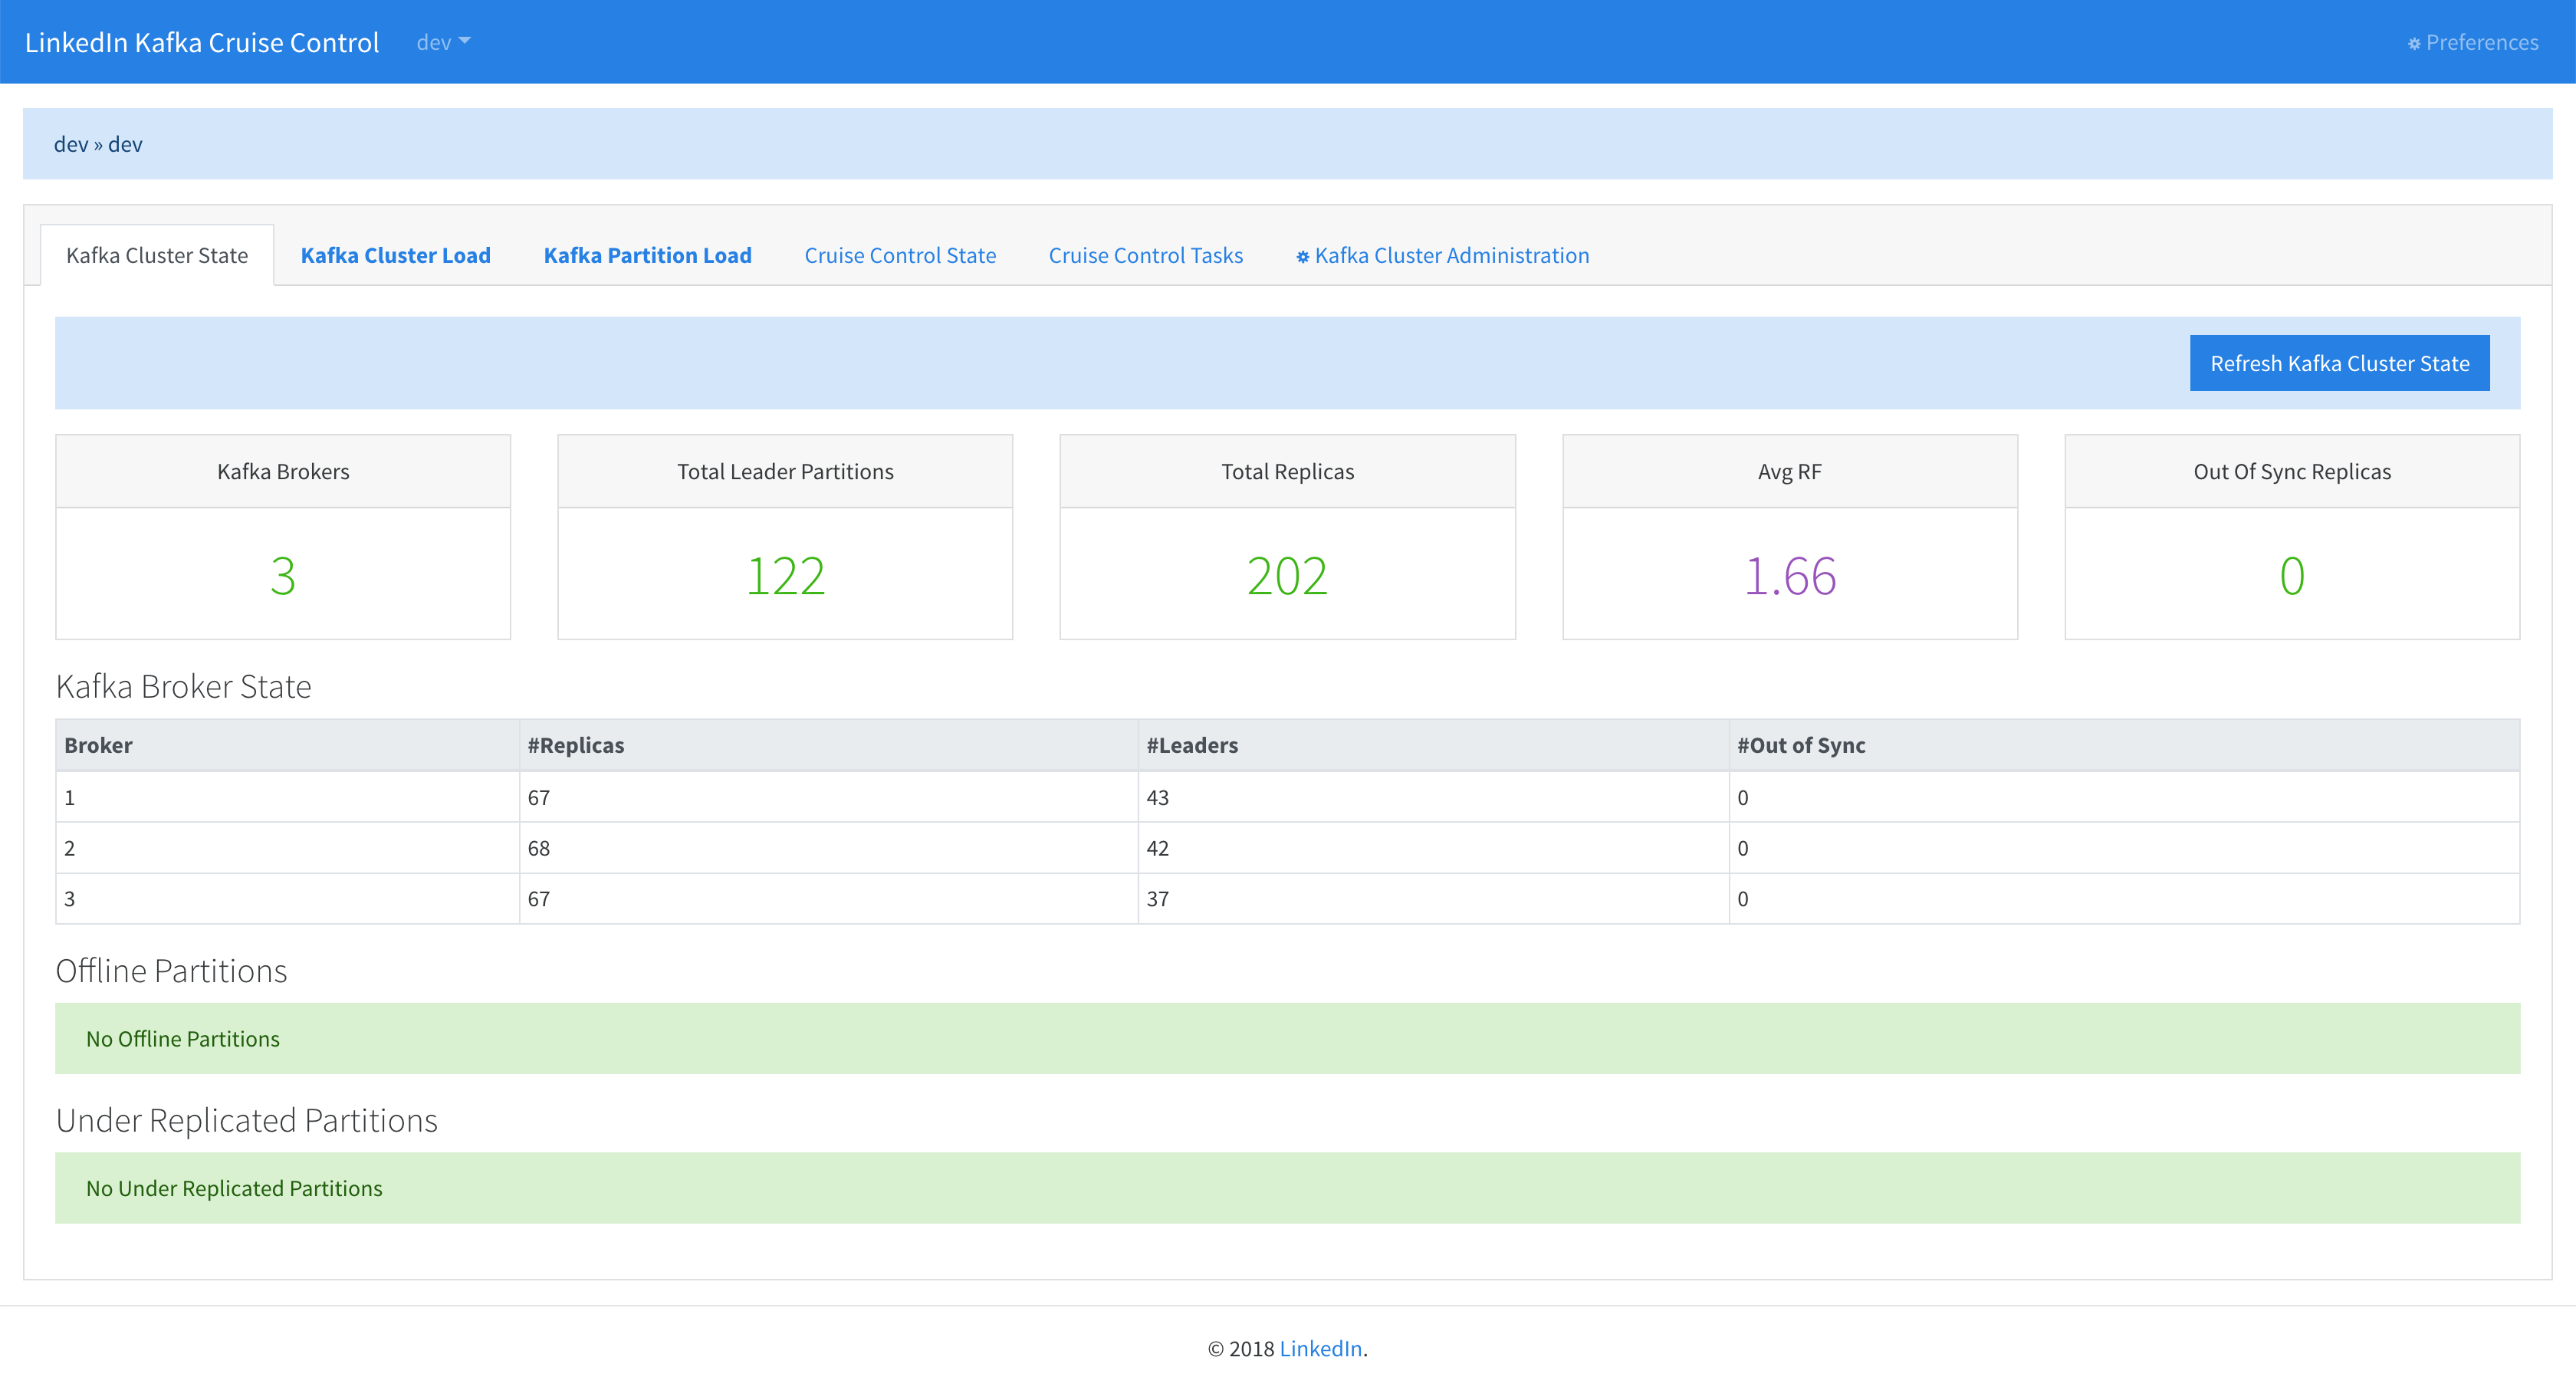 LinkedIn Kafka Cruise Control dev Preferences
dev » dev
Kafka Cluster State Kafka Cluster Load Kafka Partition Load Cruise Control State Cruise Control Tasks Kafka Cluster Administration
Refresh Kafka Cluster State
Kafka Brokers Total Leader Partitions Total Replicas Avg RF Out Of Sync Replicas
3 122 202 1.66 0
Kafka Broker State
Broker #Replicas #Leaders #Out of Sync
1 67 43 0
2 68 42 0
3 67 37 0
Offline Partitions
No Offline Partitions
Under Replicated Partitions
No Under Replicated Partitions
© 2018 LinkedIn.